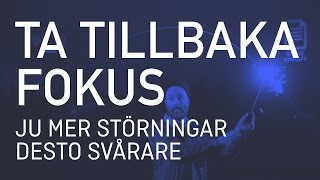 TA TILLBAKA
FOKUS
JU MER STÖRNINGAR
DESTO SVÅRARE